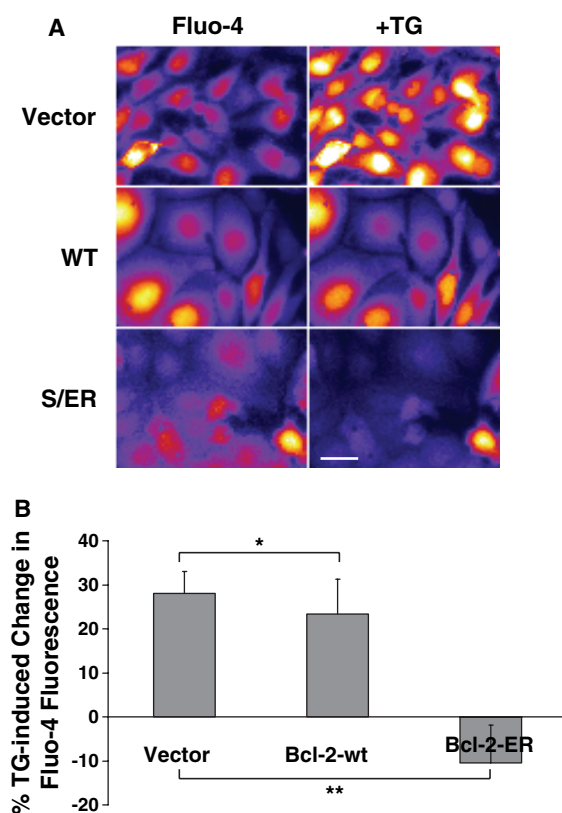 A
Fluo-4 +TG
Vector
WT
S/ER
B
% TG-induced Change in
Fluo-4 Fluorescence
40
30
20
10
0
-10
-20
*
Vector Bcl-2-wt Bcl-2-ER
**